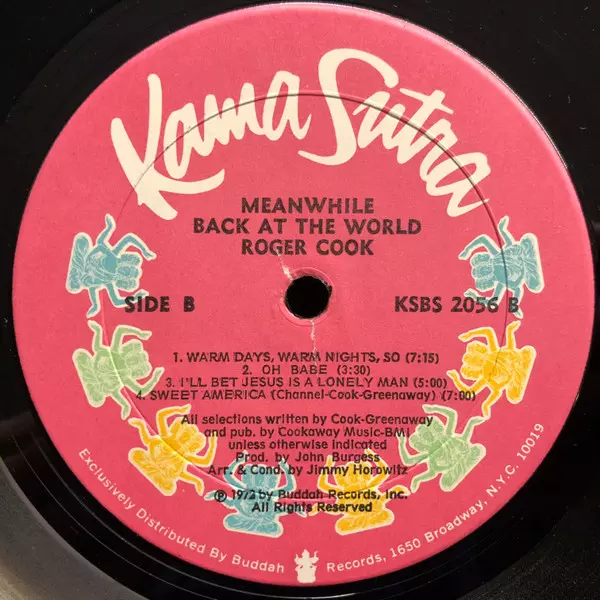 Kama Sutra
MEANWHILE
BACK AT THE WORLD
ROGER COOK
SIDE B
KSBS 2056 B
1. WARM DAYS, WARM NIGHTS, SO (7:15)
2. OH BABE (3:30)
3. I'LL BET JESUS IS A LONELY MAN (5:00)
4. SWEET AMERICA (Channel-Cook-Greenaway) (7:00)
All selections written by Cook-Greenaway
and pub. by Cookaway Music-BMI
unless otherwise indicated
Prod. by John Burgess
Arr. & Cond. by Jimmy Horowitz
℗ 1972 by Buddah Records, Inc.
All Rights Reserved
Exclusively Distributed By Buddah Records, 1650 Broadway, N.Y.C. 10019